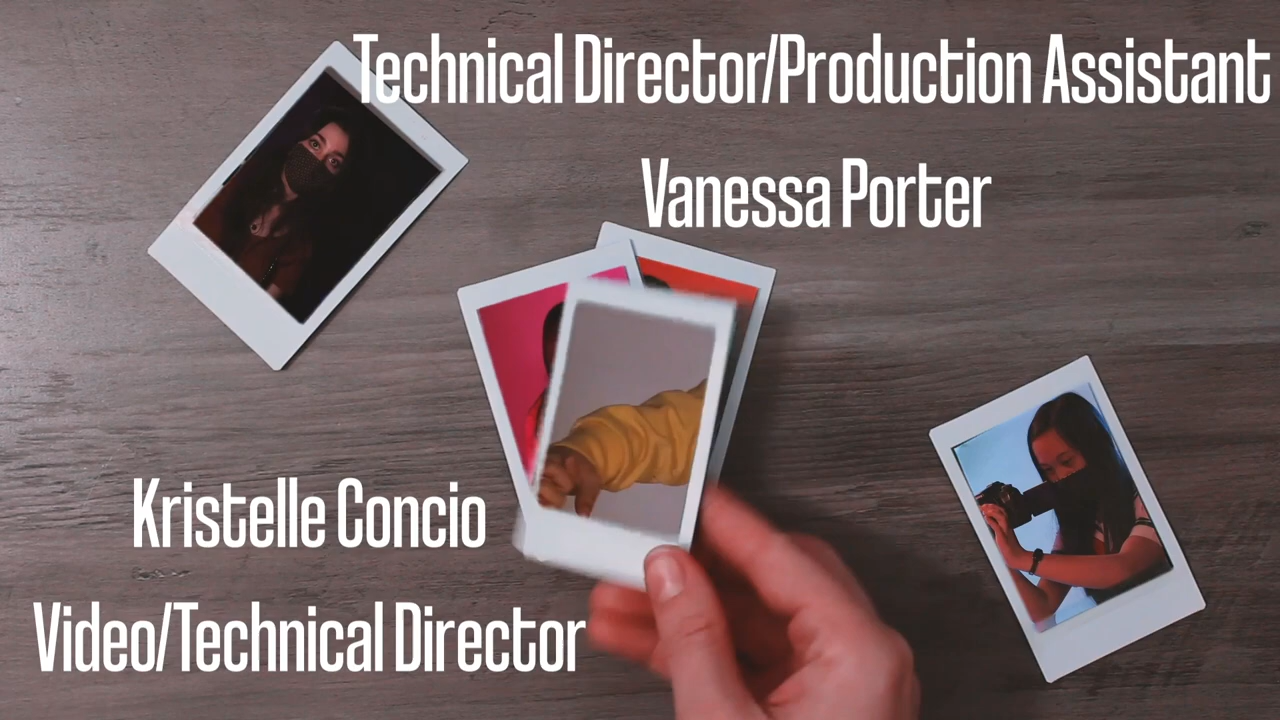 Technical Director/Production Assistant
Vanessa Porter
Kristelle Concio
Video/Technical Director